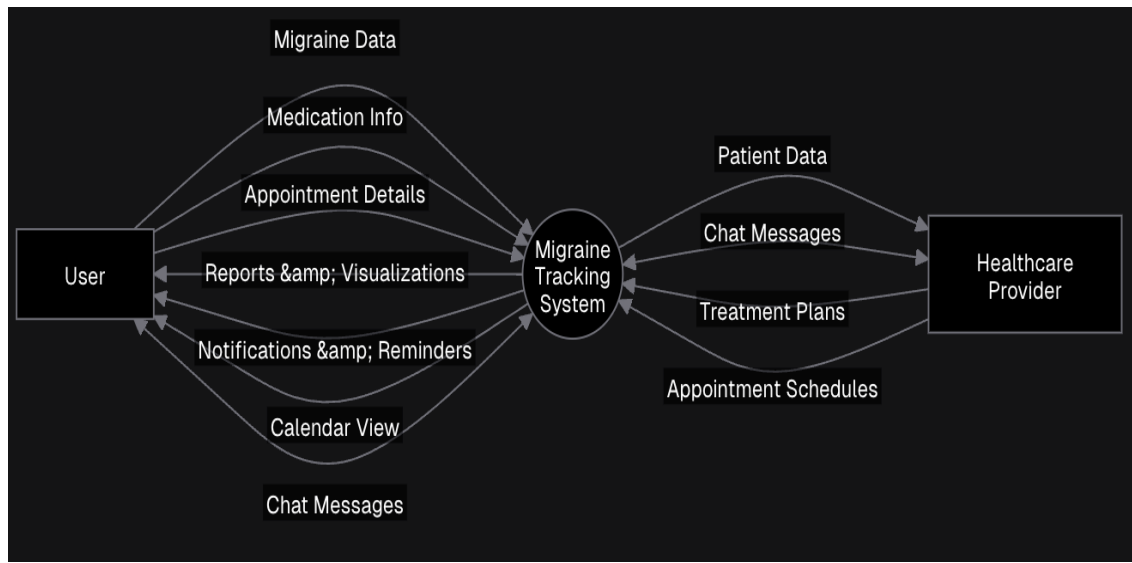 Migraine Data
Medication Info
Appointment Details
User
Reports &amp; Visualizations
Notifications &amp; Reminders
Calendar View
Chat Messages
Migraine
Tracking
System
Patient Data
Chat Messages
Treatment Plans
Appointment Schedules
Healthcare
Provider